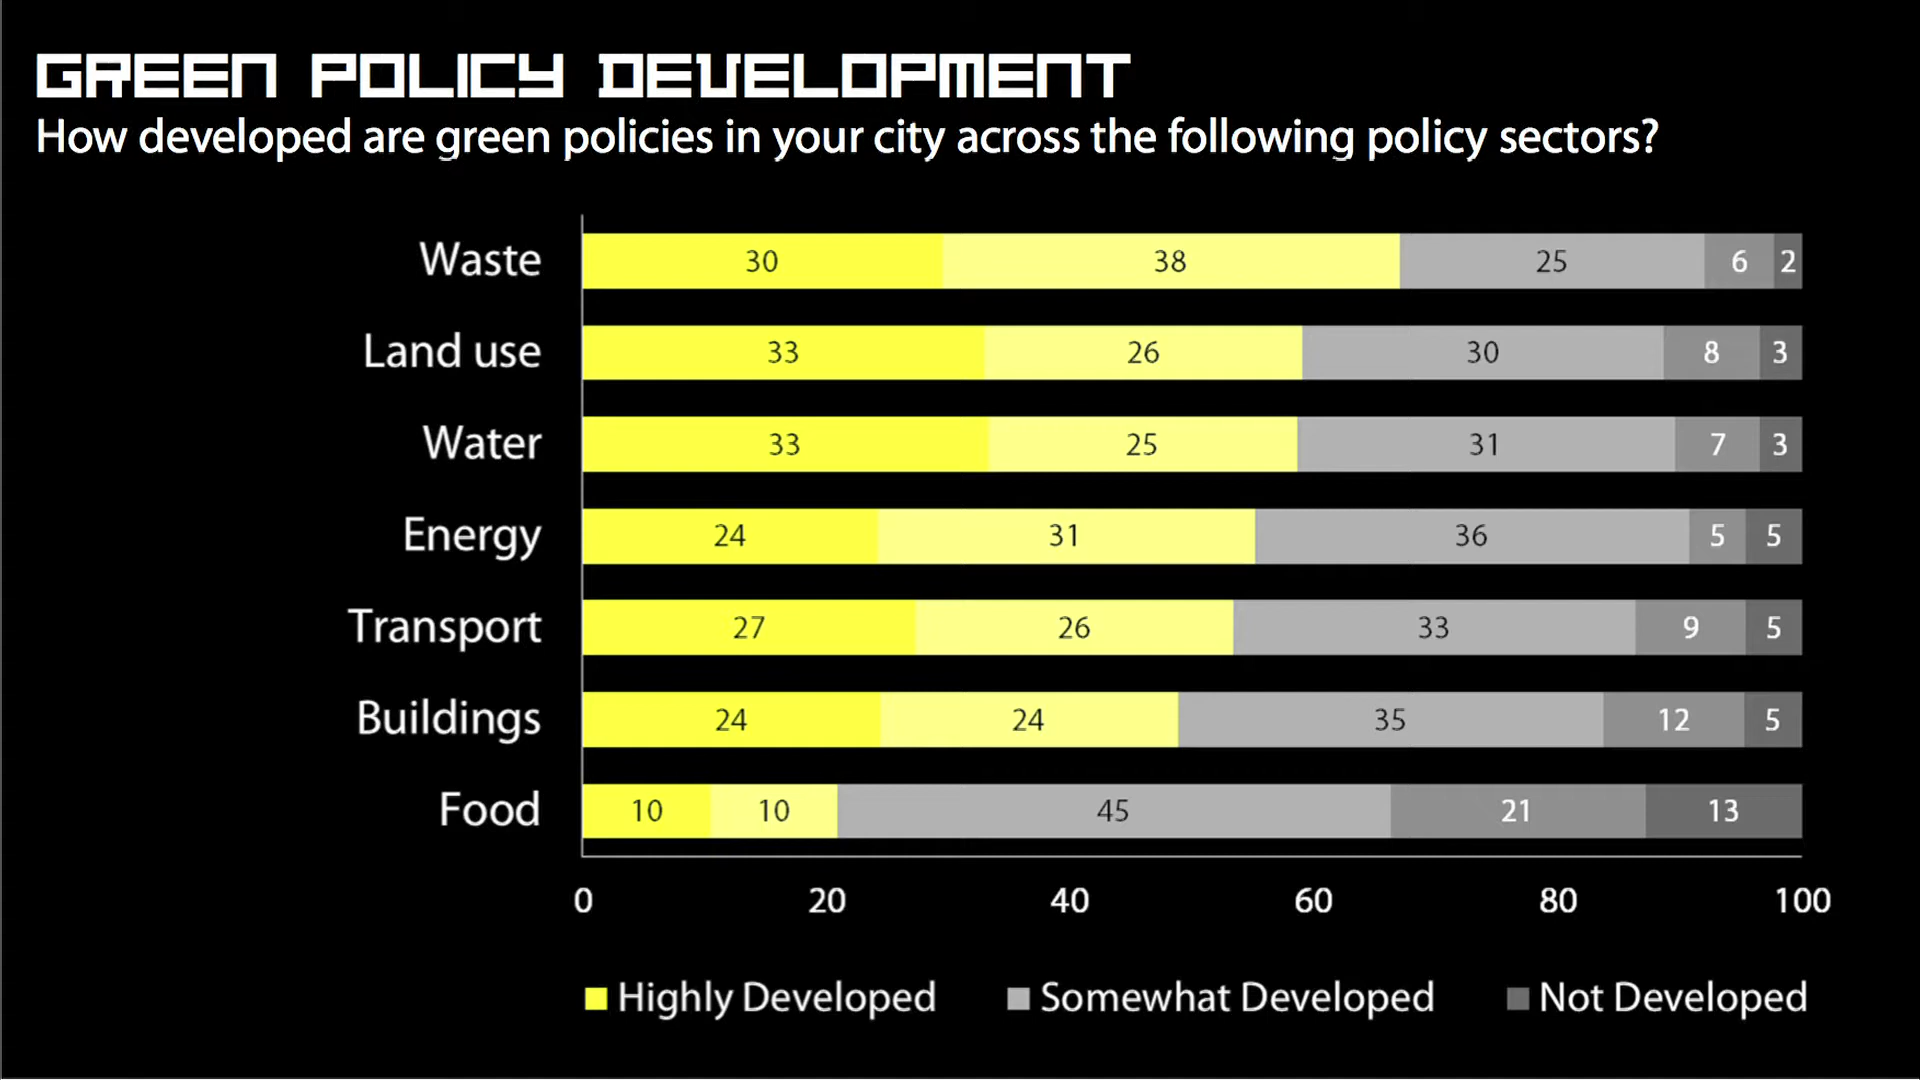 GREEN POLICY DEVELOPMENT
How developed are green policies in your city across the following policy sectors?
Waste 30 38 25 6 2
Land use 33 26 30 8 3
Water 33 25 31 7 3
Energy 24 31 36 5 5
Transport 27 26 33 9 5
Buildings 24 24 35 12 5
Food 10 10 45 21 13
0 20 40 60 80 100
Highly Developed Somewhat Developed Not Developed